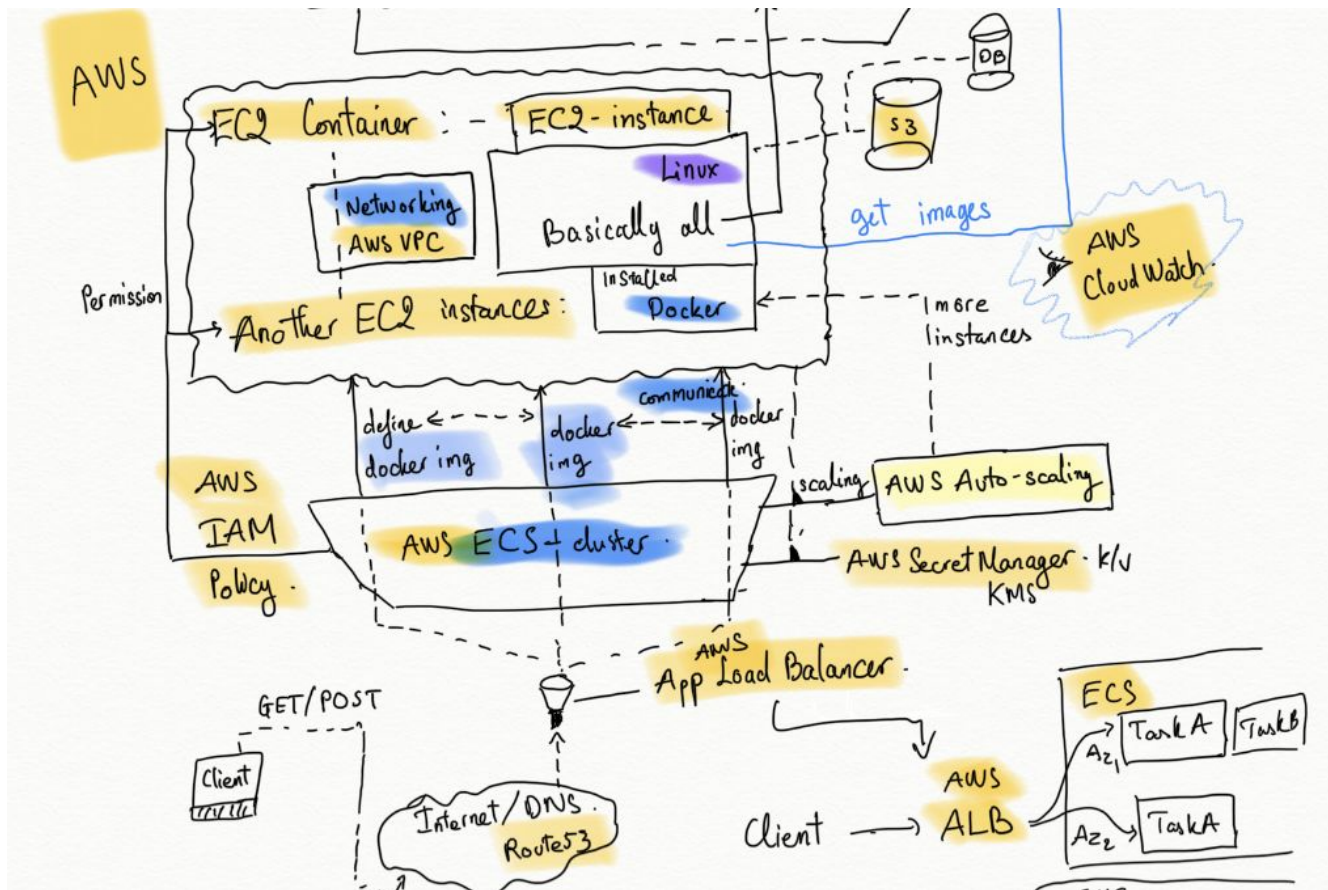 AWS
EC2 Container : -
EC2-instance
Linux
Basically all
Installed
Docker
Networking
AWS VPC
Another EC2 instances :
Permission
DB
S3
get images
AWS
CloudWatch.
more
instances
define
docker img
docker
img
communicate
docker
img
scaling
AWS Auto-scaling
AWS
IAM
Policy.
AWS ECS - cluster.
AWS Secret Manager. k/v
KMS
AWS
App Load Balancer.
GET/POST
Client
Internet/DNS.
Route53
Client
AWS
ALB
ECS
Task A
Task B
AZ1
AZ2
Task A